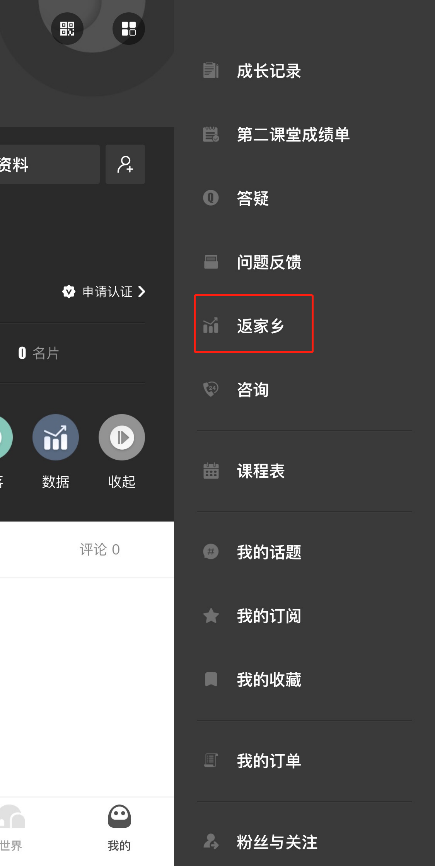 资料
申请认证
0 名片
数据
收起
评论 0
世界
我的
成长记录
第二课堂成绩单
答疑
问题反馈
返家乡
咨询
课程表
我的话题
我的订阅
我的收藏
我的订单
粉丝与关注